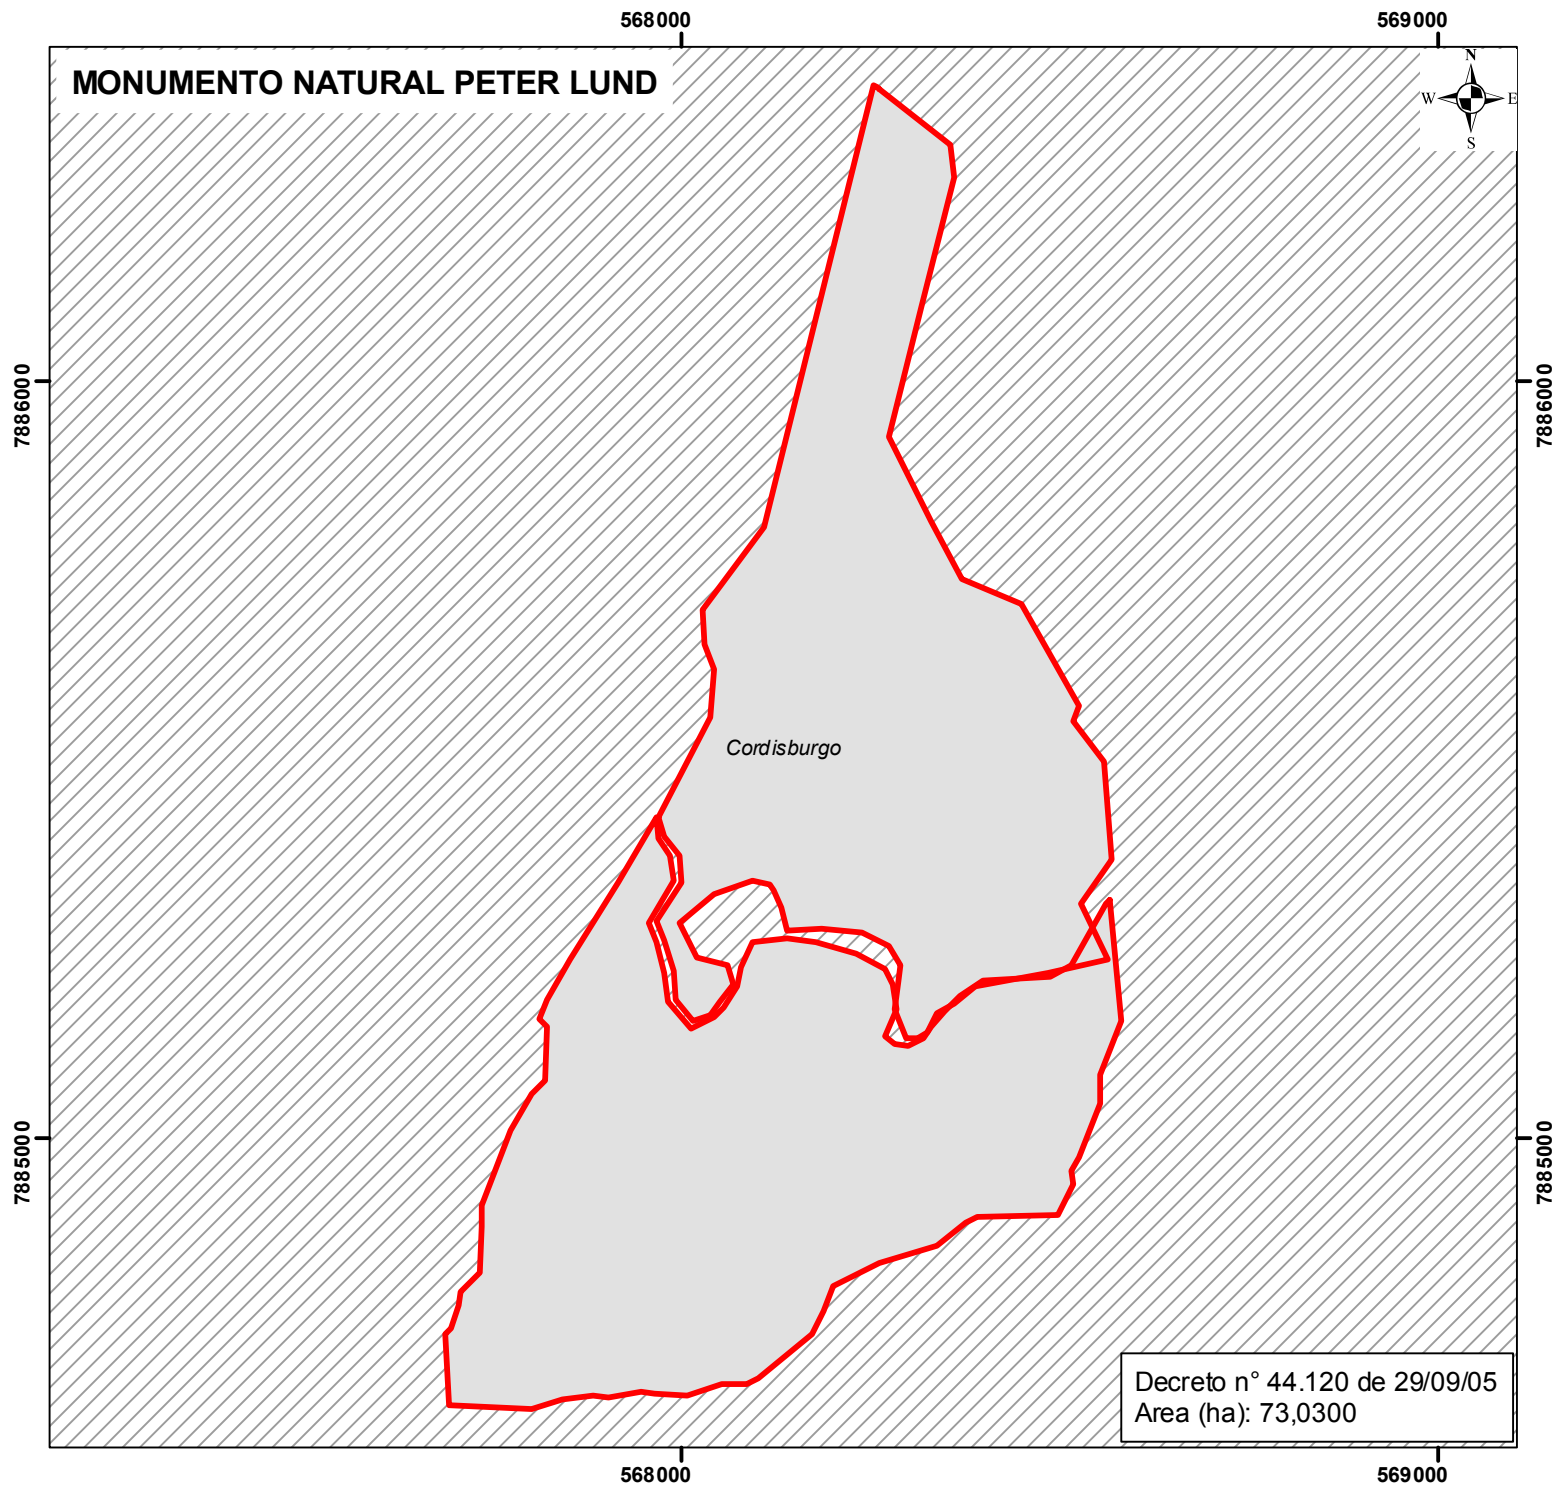 568000 569000
MONUMENTO NATURAL PETER LUND
N
W E
S
7886000 7886000
Cordisburgo
7885000 7885000
Decreto n° 44.120 de 29/09/05
Area (ha): 73,0300
568000 569000